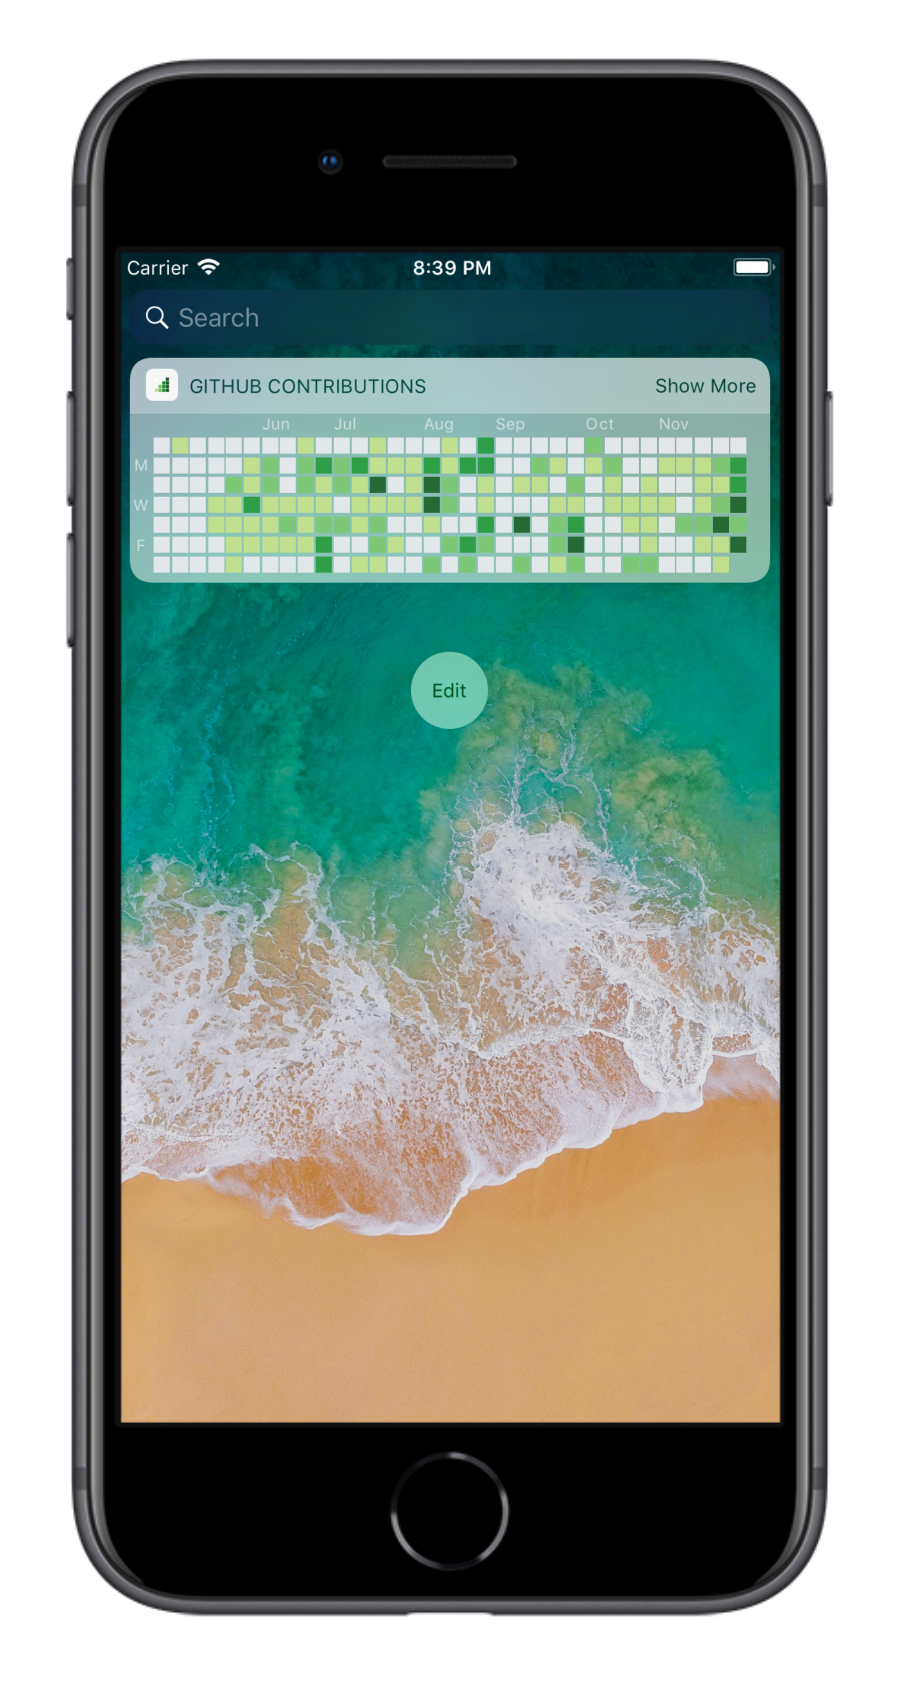 Carrier 8:39 PM
Search
GITHUB CONTRIBUTIONS Show More
Jun Jul Aug Sep Oct Nov
M
W
F
Edit